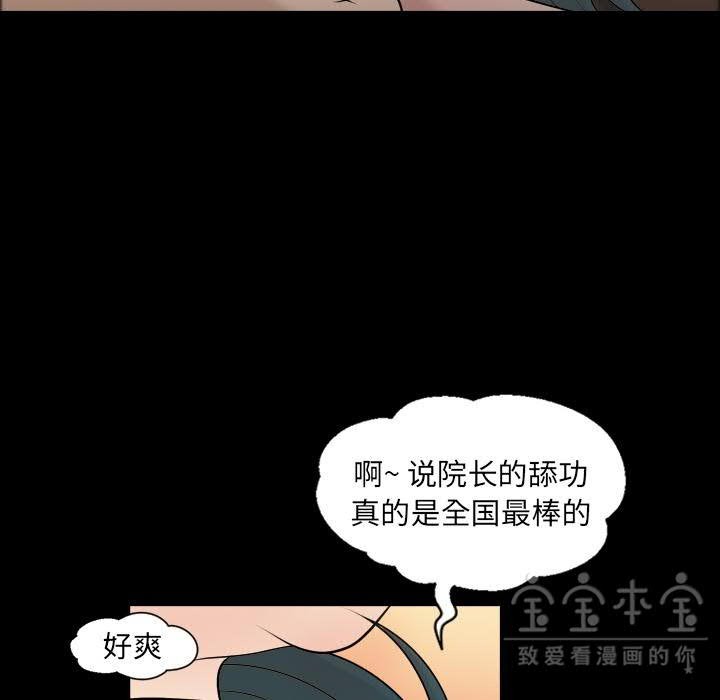 啊~ 说院长的舔功
真的是全国最棒的
好爽
宝宝本宝
致爱看漫画的你